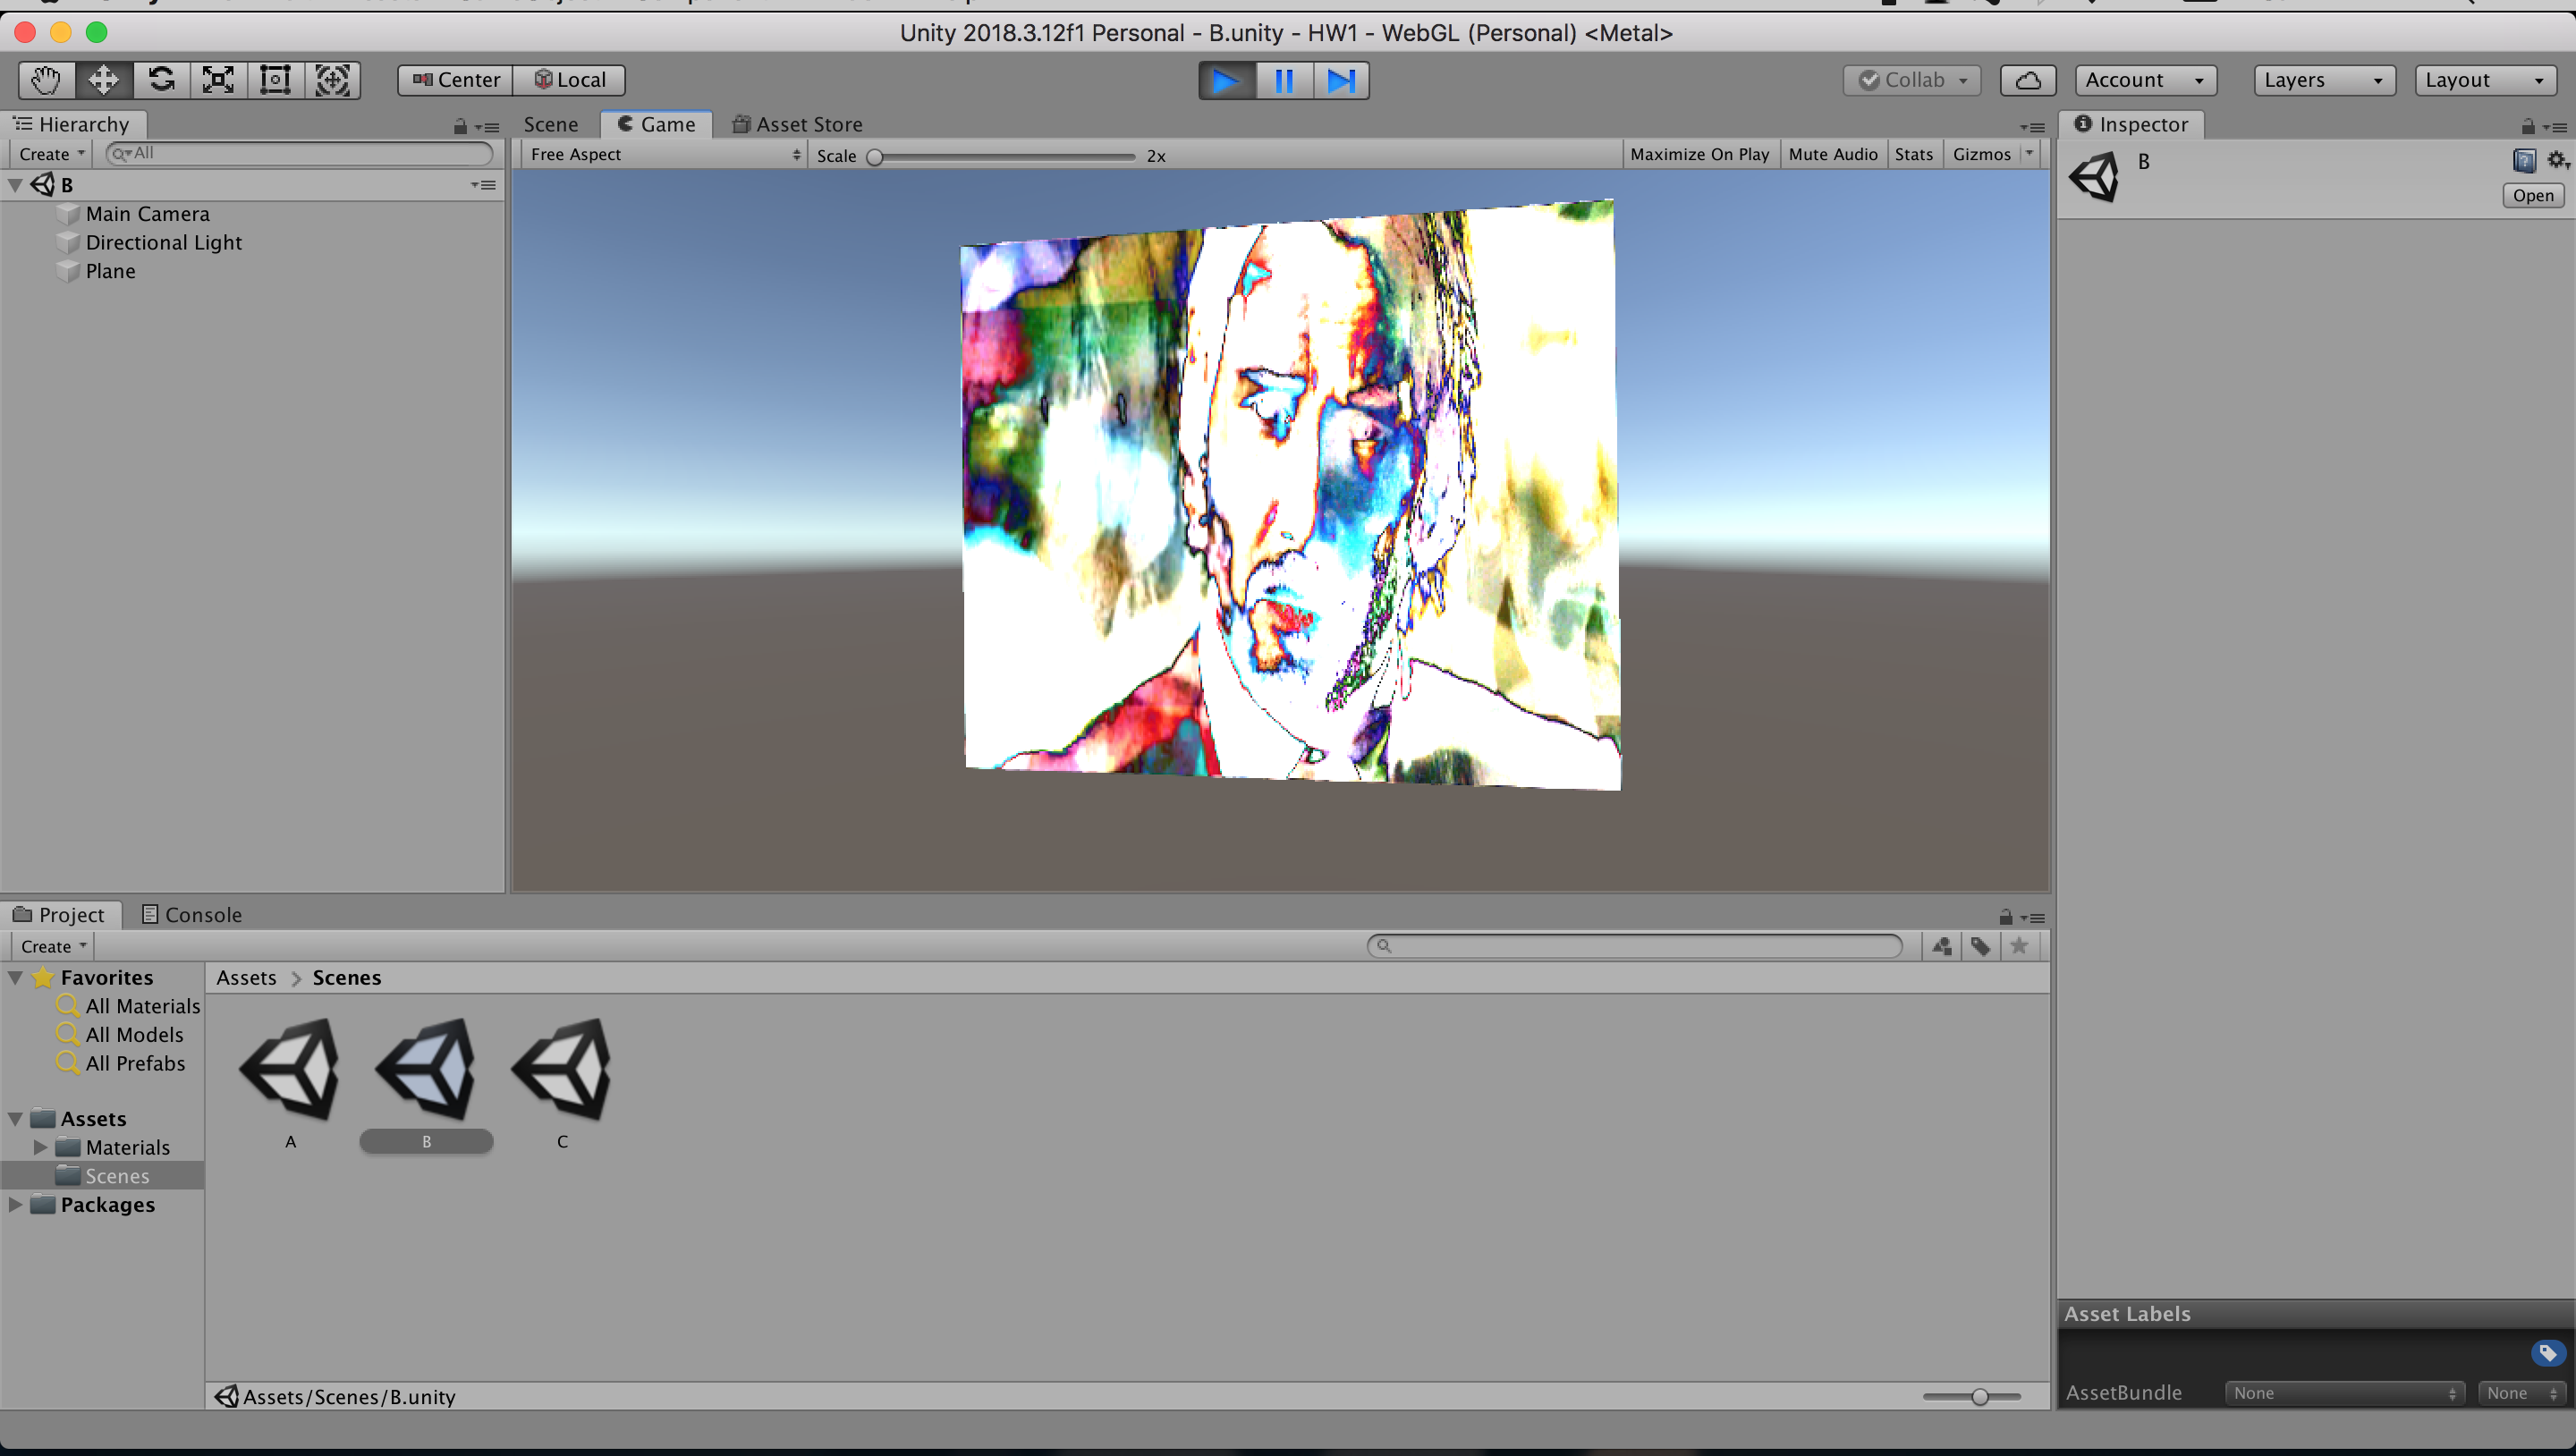 Unity 2018.3.12f1 Personal - B.unity - HW1 - WebGL (Personal) <Metal>
Center Local Collab Account Layers Layout
Hierarchy
Create All
B
Main Camera
Directional Light
Plane
Scene Game Asset Store
Free Aspect Scale 2x Maximize On Play Mute Audio Stats Gizmos
Inspector
B
Open
Project Console
Create
Favorites
All Materials
All Models
All Prefabs
Assets
Materials
Scenes
Packages
Assets > Scenes
A B C
Assets/Scenes/B.unity
Asset Labels
AssetBundle None None